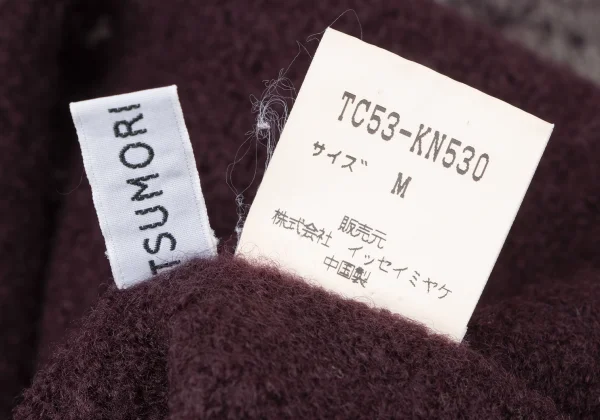 TSUMORI
TC53-KN530
サイズ
M
販売元
株式会社 イッセイミヤケ
中国製